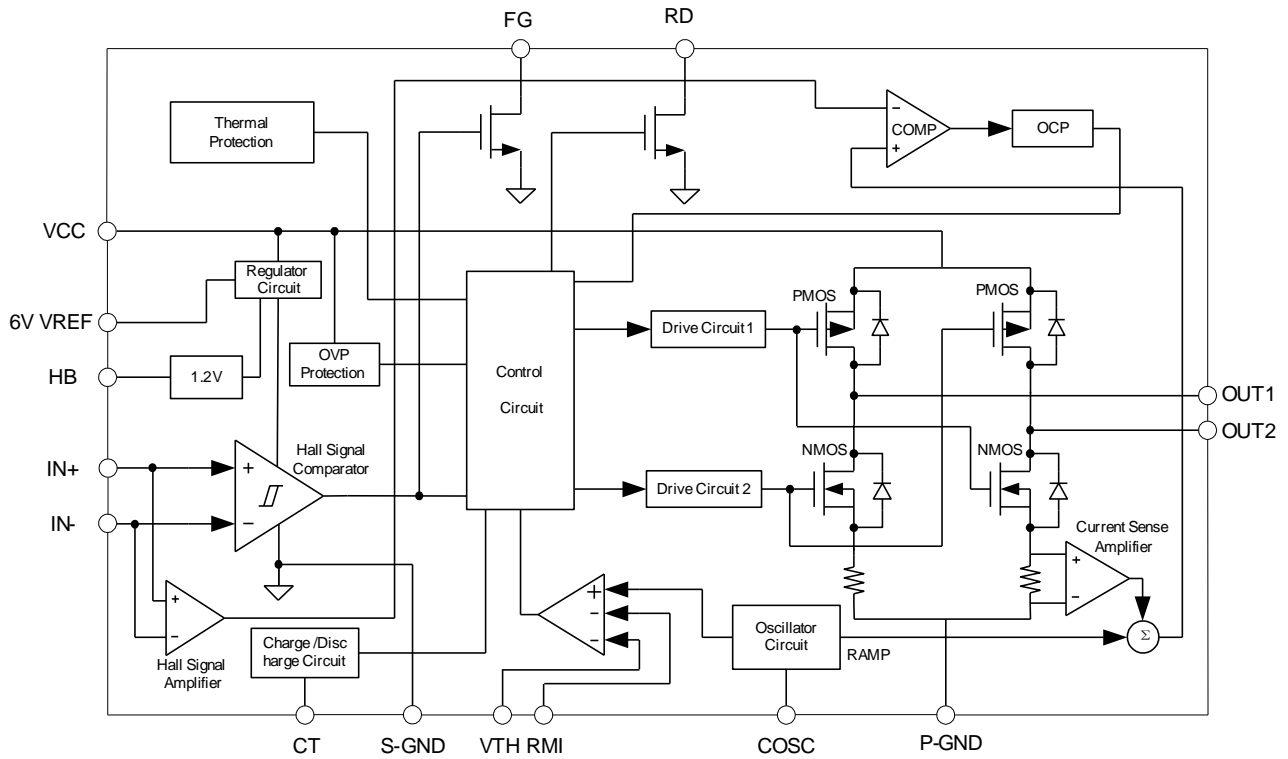 FG
RD
Thermal
Protection
−
COMP
+
OCP
VCC
Regulator
Circuit
6V VREF
OVP
Protection
HB
1.2V
Control
Circuit
Drive Circuit1
PMOS
PMOS
OUT1
OUT2
Hall Signal
Comparator
IN+
+
IN-
−
Drive Circuit 2
NMOS
NMOS
Current Sense
Amplifier
+
−
+
−
Hall Signal
Amplifier
Charge /Disc
harge Circuit
+
−
−
Oscillator
Circuit
RAMP
Σ
CT
S-GND
VTH
RMI
COSC
P-GND